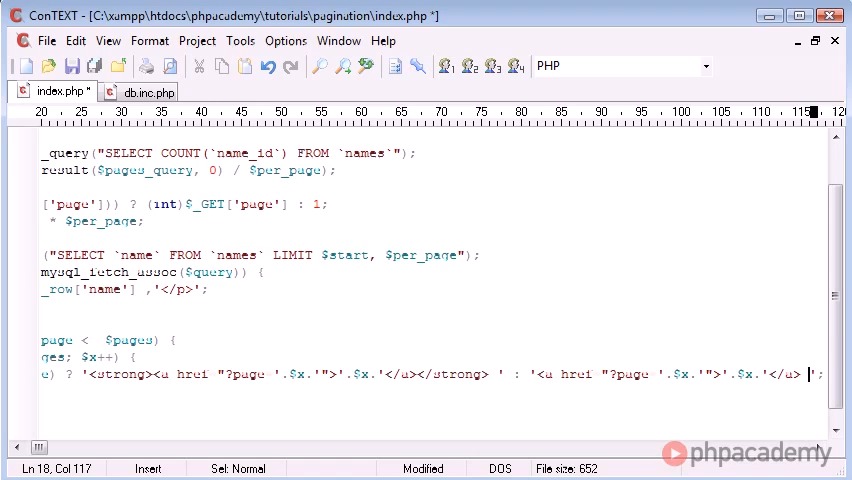 ConTEXT - [C:\xampp\htdocs\phpacademy\tutorials\pagination\index.php *]
File Edit View Format Project Tools Options Window Help
1 2 3 4 PHP
index.php * db.inc.php
20 25 30 35 40 45 50 55 60 65 70 75 80 85 90 95 100 105 110 115 120
_query("SELECT COUNT(`name_id`) FROM `names`");
result($pages_query, 0) / $per_page);
['page'])) ? (int)$_GET['page'] : 1;
* $per_page;
("SELECT `name` FROM `names` LIMIT $start, $per_page");
mysql_fetch_assoc($query)) {
_row['name'] ,'</p>';
page < $pages) {
ges; $x++) {
e) ? '<strong><a href "?page '.$x.'">'.$x.'</a></strong> ' : '<a href "?page '.$x.'">'.$x.'</a> ';
phpacademy
Ln 18, Col 117 Insert Sel: Normal Modified DOS File size: 652